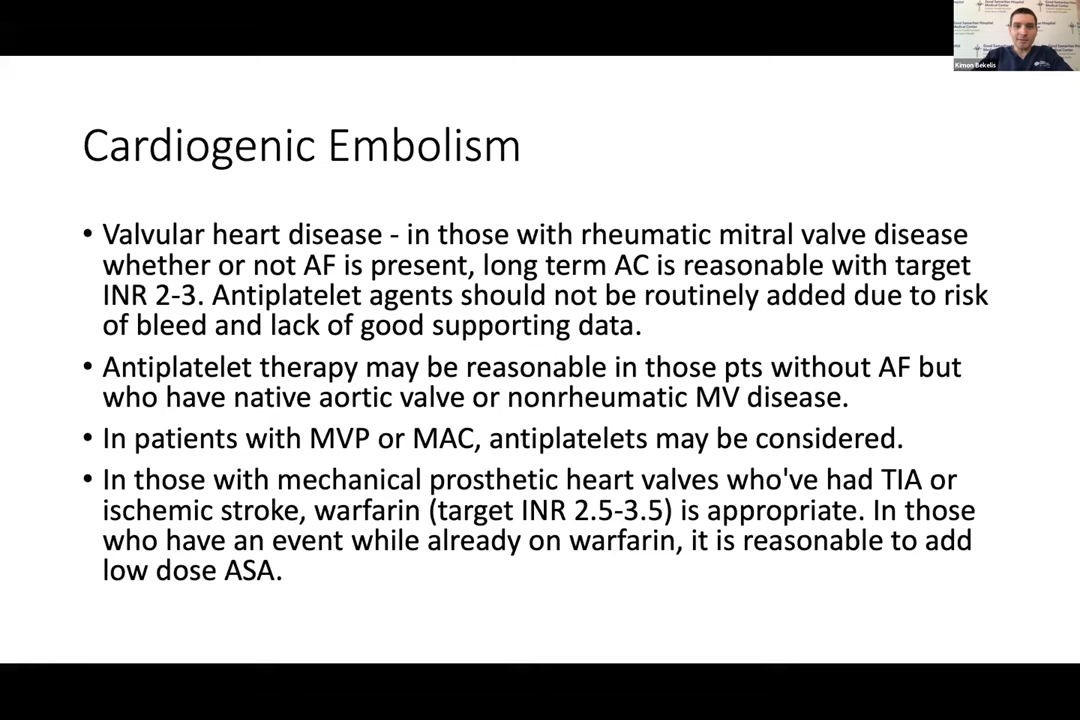 Good Samaritan Hospital
Medical Center
Kimon Bekelis
Cardiogenic Embolism
• Valvular heart disease - in those with rheumatic mitral valve disease
whether or not AF is present, long term AC is reasonable with target
INR 2-3. Antiplatelet agents should not be routinely added due to risk
of bleed and lack of good supporting data.
• Antiplatelet therapy may be reasonable in those pts without AF but
who have native aortic valve or nonrheumatic MV disease.
• In patients with MVP or MAC, antiplatelets may be considered.
• In those with mechanical prosthetic heart valves who've had TIA or
ischemic stroke, warfarin (target INR 2.5-3.5) is appropriate. In those
who have an event while already on warfarin, it is reasonable to add
low dose ASA.